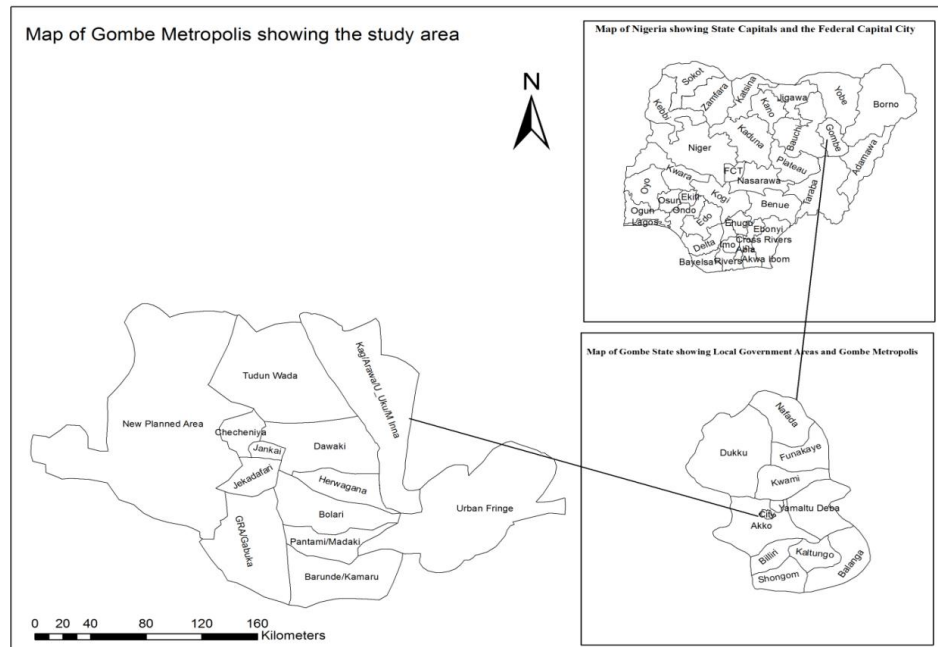 Map of Gombe Metropolis showing the study area
N
New Planned Area
Tudun Wada
Kag/Arawa/U_Uku/M Inna
Checheniya
Jankai
Dawaki
Jekadafari
Herwagana
Bolari
Urban Fringe
GRA/Gabuka
Pantami/Madaki
Barunde/Kamaru
0 20 40 80 120 160
Kilometers
Map of Nigeria showing State Capitals and the Federal Capital City
Sokot
Zamfara
Katsina
Kebbi
Kano
Jigawa
Yobe
Borno
Kaduna
Bauchi
Gombe
Niger
Adamawa
Plateau
FCT
Kwara
Nasarawa
Oyo
Kogi
Taraba
Ekiti
Osun
Benue
Ogun
Ondo
Edo
Lagos
Enugu
Ebonyi
Cross Rivers
Delta
Imo
Bayelsa
Rivers
Akwa Ibom
Map of Gombe State showing Local Government Areas and Gombe Metropolis
Nafada
Dukku
Funakaye
Kwami
City
Yamaltu Deba
Akko
Billiri
Kaltungo
Balanga
Shongom